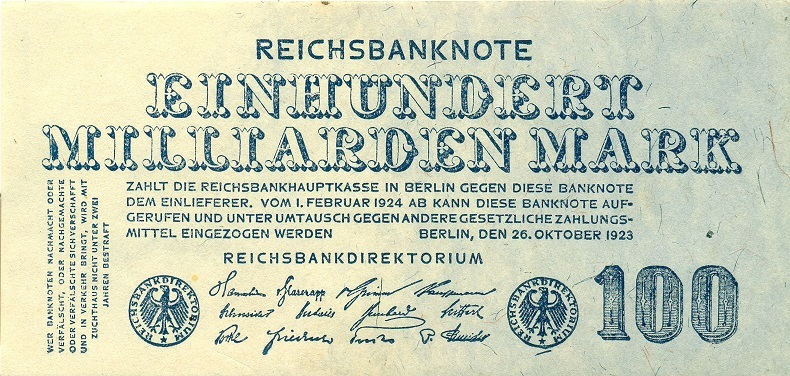 REICHSBANKNOTE
EINHUNDERT
MILLIARDEN MARK
ZAHLT DIE REICHSBANKHAUPTKASSE IN BERLIN GEGEN DIESE BANKNOTE
DEM EINLIEFERER. VOM 1. FEBRUAR 1924 AB KANN DIESE BANKNOTE AUF-
GERUFEN UND UNTER UMTAUSCH GEGEN ANDERE GESETZLICHE ZAHLUNGS-
MITTEL EINGEZOGEN WERDEN BERLIN, DEN 26. OKTOBER 1923
REICHSBANKDIREKTORIUM
WER BANKNOTEN NACHMACHT ODER
VERFÄLSCHT, ODER NACHGEMACHTE
ODER VERFÄLSCHTE SICH VERSCHAFFT
UND IN VERKEHR BRINGT, WIRD MIT
ZUCHTHAUS NICHT UNTER ZWEI
JAHREN BESTRAFT
REICHSBANKDIREKTORIUM
REICHSBANKDIREKTORIUM
100